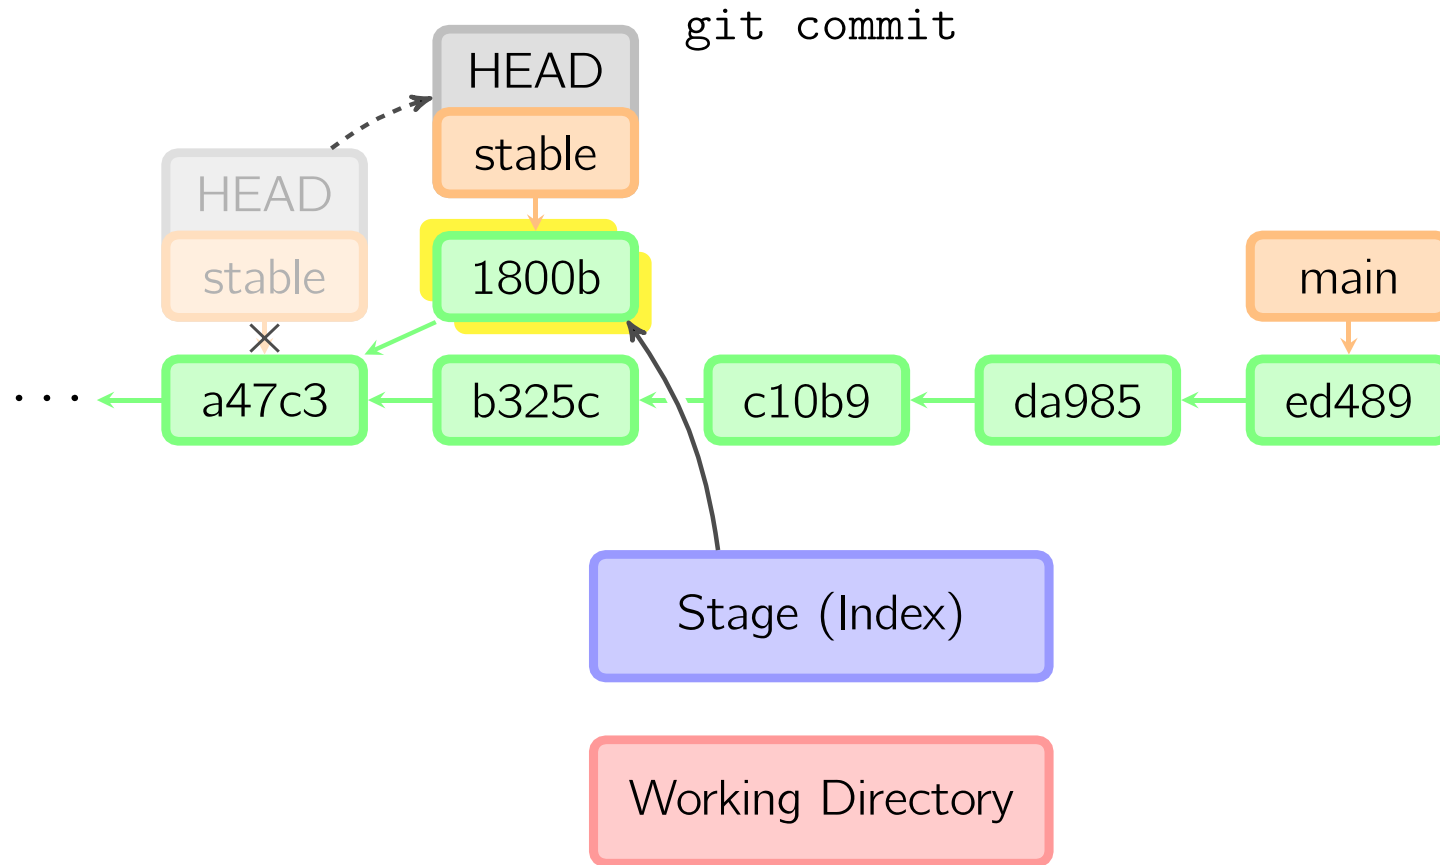 git commit
HEAD
stable
HEAD
stable
1800b
main
... a47c3 b325c c10b9 da985 ed489
Stage (Index)
Working Directory